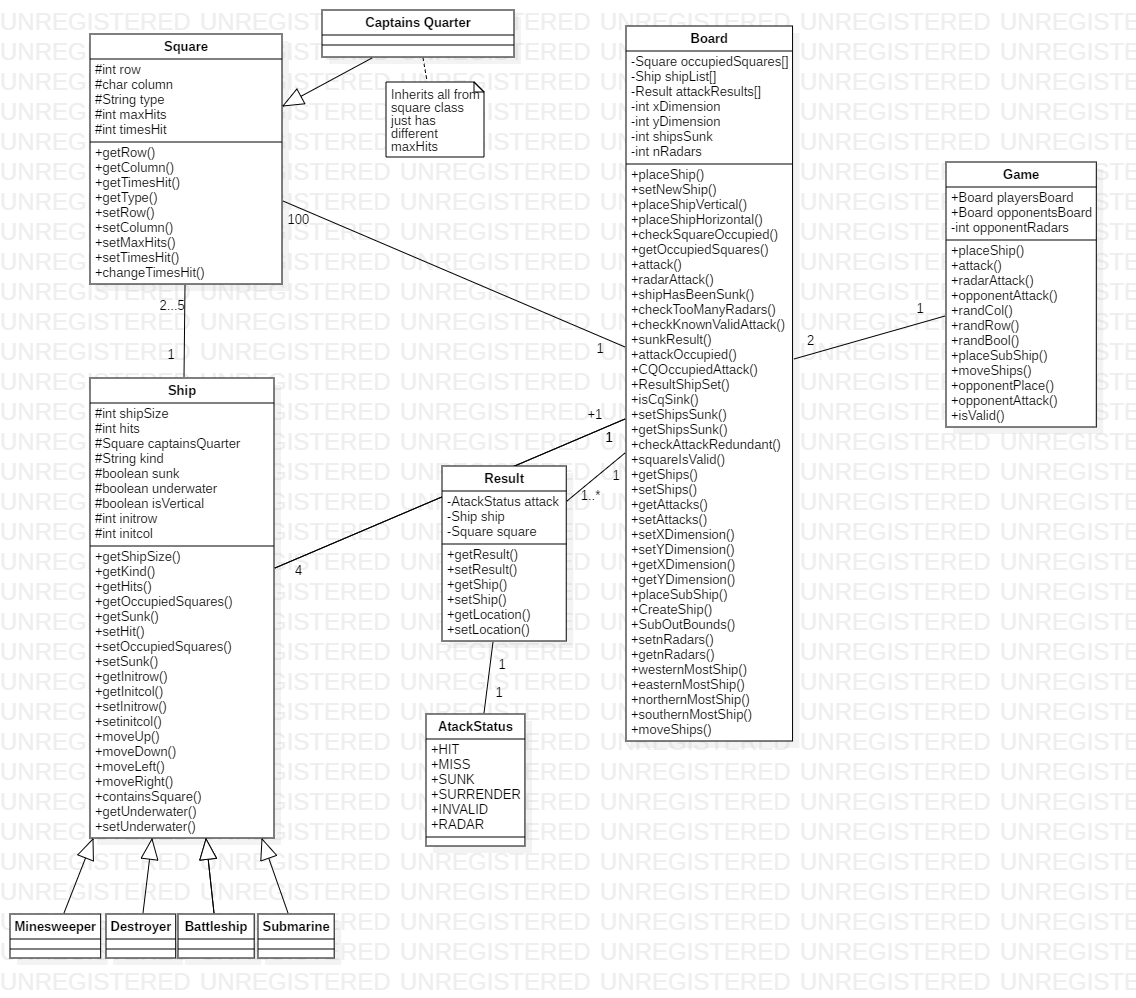 Captains Quarter
Inherits all from
square class
just has
different
maxHits
Square
#int row
#char column
#String type
#int maxHits
#int timesHit
+getRow()
+getColumn()
+getTimesHit()
+getType()
+setRow()
+setColumn()
+setMaxHits()
+setTimesHit()
+changeTimesHit()
100
1
2...5
1
Ship
#int shipSize
#int hits
#Square captainsQuarter
#String kind
#boolean sunk
#boolean underwater
#boolean isVertical
#int initrow
#int initcol
+getShipSize()
+getKind()
+getHits()
+getOccupiedSquares()
+getSunk()
+setHit()
+setOccupiedSquares()
+setSunk()
+getInitrow()
+getInitcol()
+setInitrow()
+setinitcol()
+moveUp()
+moveDown()
+moveLeft()
+moveRight()
+containsSquare()
+getUnderwater()
+setUnderwater()
4
+1
1
Minesweeper
Destroyer
Battleship
Submarine
Result
-AtackStatus attack
-Ship ship
-Square square
+getResult()
+setResult()
+getShip()
+setShip()
+getLocation()
+setLocation()
1
1..*
1
1
AtackStatus
+HIT
+MISS
+SUNK
+SURRENDER
+INVALID
+RADAR
Board
-Square occupiedSquares[]
-Ship shipList[]
-Result attackResults[]
-int xDimension
-int yDimension
-int shipsSunk
-int nRadars
+placeShip()
+setNewShip()
+placeShipVertical()
+placeShipHorizontal()
+checkSquareOccupied()
+getOccupiedSquares()
+attack()
+radarAttack()
+shipHasBeenSunk()
+checkTooManyRadars()
+checkKnownValidAttack()
+sunkResult()
+attackOccupied()
+CQOccupiedAttack()
+ResultShipSet()
+isCqSink()
+setShipsSunk()
+getShipsSunk()
+checkAttackRedundant()
+squareIsValid()
+getShips()
+setShips()
+getAttacks()
+setAttacks()
+setXDimension()
+setYDimension()
+getXDimension()
+getYDimension()
+placeSubShip()
+CreateShip()
+SubOutBounds()
+setnRadars()
+getnRadars()
+westernMostShip()
+easternMostShip()
+northernMostShip()
+southernMostShip()
+moveShips()
2
1
Game
+Board playersBoard
+Board opponentsBoard
-int opponentRadars
+placeShip()
+attack()
+radarAttack()
+opponentAttack()
+randCol()
+randRow()
+randBool()
+placeSubShip()
+moveShips()
+opponentPlace()
+opponentAttack()
+isValid()
UNREGISTERED